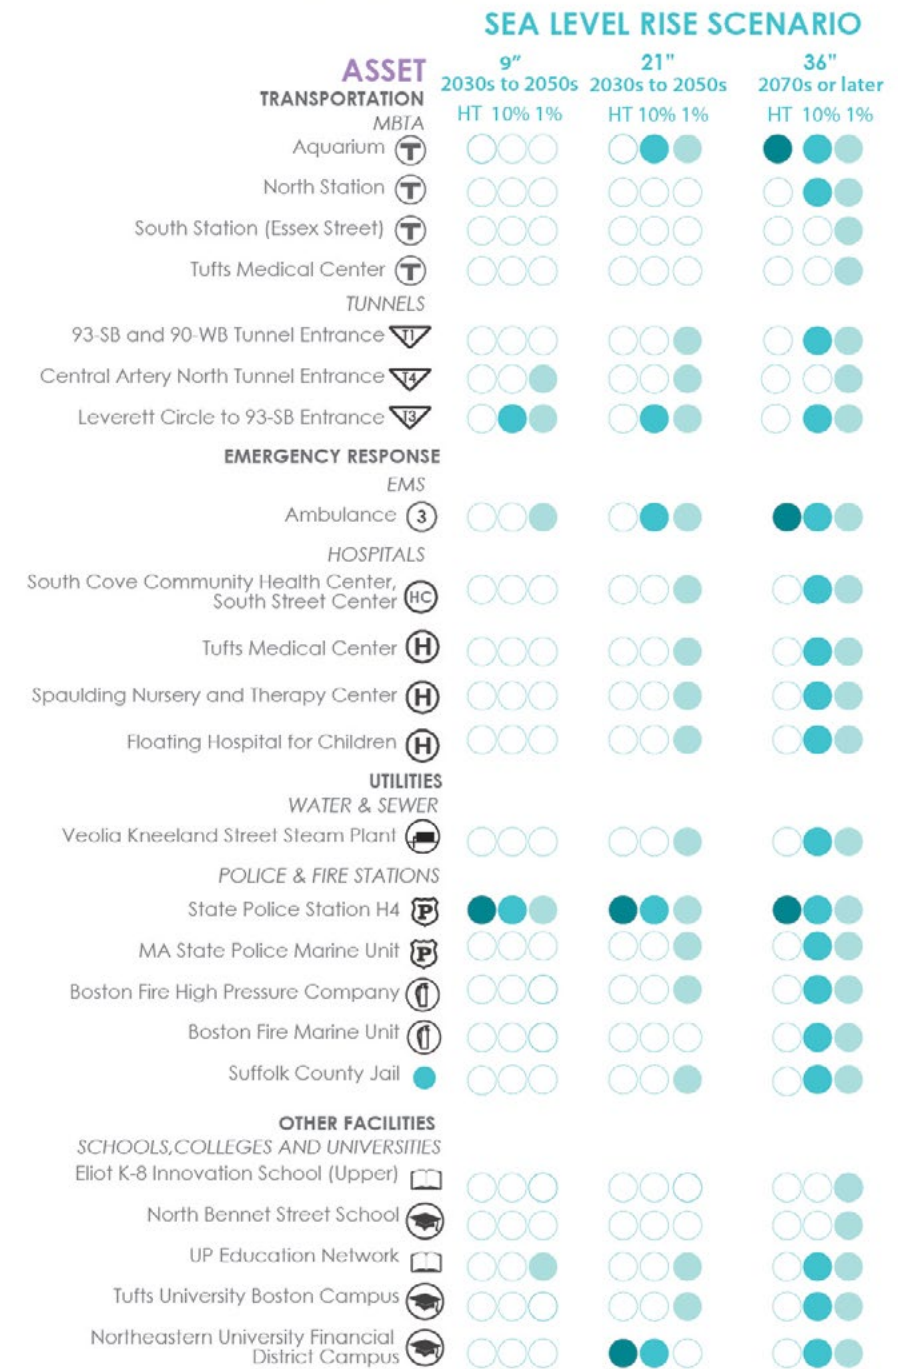 SEA LEVEL RISE SCENARIO
ASSET
9" 21" 36"
2030s to 2050s 2030s to 2050s 2070s or later
TRANSPORTATION
HT 10% 1% HT 10% 1% HT 10% 1%
MBTA
Aquarium T
North Station T
South Station (Essex Street) T
Tufts Medical Center T
TUNNELS
93-SB and 90-WB Tunnel Entrance T1
Central Artery North Tunnel Entrance T4
Leverett Circle to 93-SB Entrance T3
EMERGENCY RESPONSE
EMS
Ambulance 3
HOSPITALS
South Cove Community Health Center,
South Street Center HC
Tufts Medical Center H
Spaulding Nursery and Therapy Center H
Floating Hospital for Children H
UTILITIES
WATER & SEWER
Veolia Kneeland Street Steam Plant
POLICE & FIRE STATIONS
State Police Station H4 P
MA State Police Marine Unit P
Boston Fire High Pressure Company
Boston Fire Marine Unit
Suffolk County Jail
OTHER FACILITIES
SCHOOLS,COLLEGES AND UNIVERSITIES
Eliot K-8 Innovation School (Upper)
North Bennet Street School
UP Education Network
Tufts University Boston Campus
Northeastern University Financial
District Campus